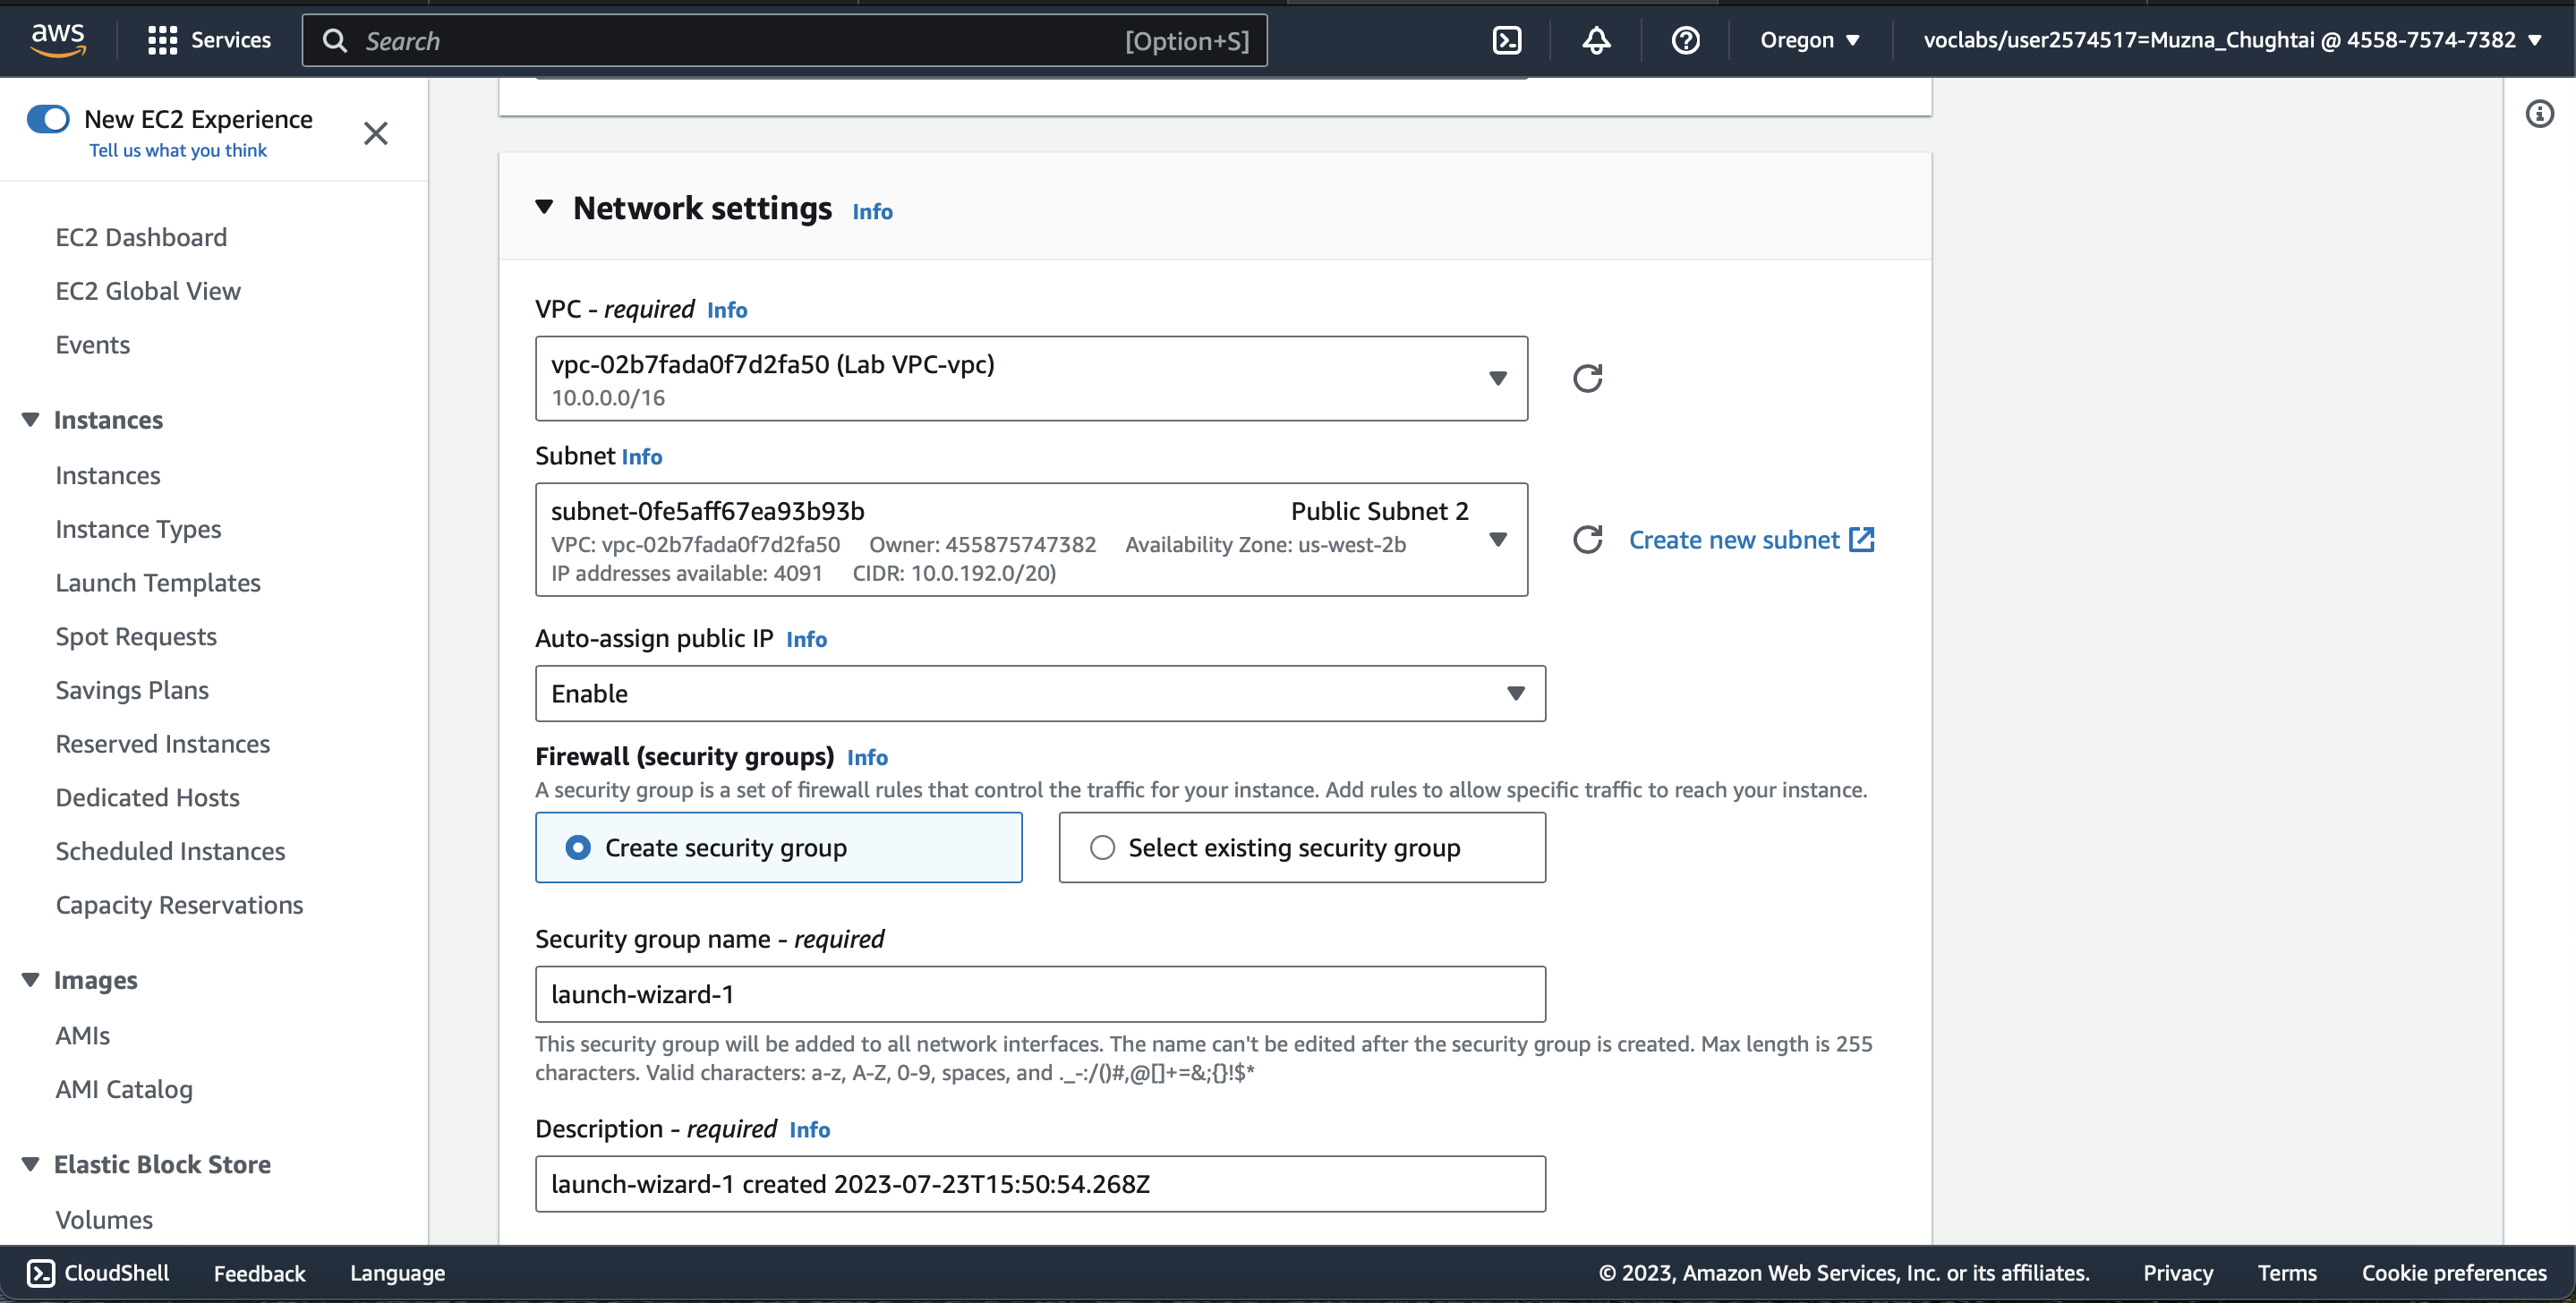 aws
Services
Search
[Option+S]
Oregon
voclabs/user2574517=Muzna_Chughtai @ 4558-7574-7382
New EC2 Experience
Tell us what you think
EC2 Dashboard
EC2 Global View
Events
Instances
Instances
Instance Types
Launch Templates
Spot Requests
Savings Plans
Reserved Instances
Dedicated Hosts
Scheduled Instances
Capacity Reservations
Images
AMIs
AMI Catalog
Elastic Block Store
Volumes
Network settings Info
VPC - required Info
vpc-02b7fada0f7d2fa50 (Lab VPC-vpc)
10.0.0.0/16
Subnet Info
subnet-0fe5aff67ea93b93b Public Subnet 2
VPC: vpc-02b7fada0f7d2fa50 Owner: 455875747382 Availability Zone: us-west-2b
IP addresses available: 4091 CIDR: 10.0.192.0/20)
Create new subnet
Auto-assign public IP Info
Enable
Firewall (security groups) Info
A security group is a set of firewall rules that control the traffic for your instance. Add rules to allow specific traffic to reach your instance.
Create security group
Select existing security group
Security group name - required
launch-wizard-1
This security group will be added to all network interfaces. The name can't be edited after the security group is created. Max length is 255
characters. Valid characters: a-z, A-Z, 0-9, spaces, and ._-:/()#,@[]+=&;{}!$*
Description - required Info
launch-wizard-1 created 2023-07-23T15:50:54.268Z
CloudShell
Feedback
Language
© 2023, Amazon Web Services, Inc. or its affiliates.
Privacy
Terms
Cookie preferences